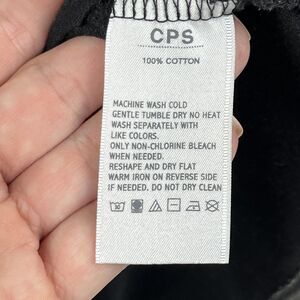 CPS
100% COTTON
MACHINE WASH COLD
GENTLE TUMBLE DRY NO HEAT
WASH SEPARATELY WITH
LIKE COLORS.
ONLY NON-CHLORINE BLEACH
WHEN NEEDED.
RESHAPE AND DRY FLAT
WARM IRON ON REVERSE SIDE
IF NEEDED. DO NOT DRY CLEAN